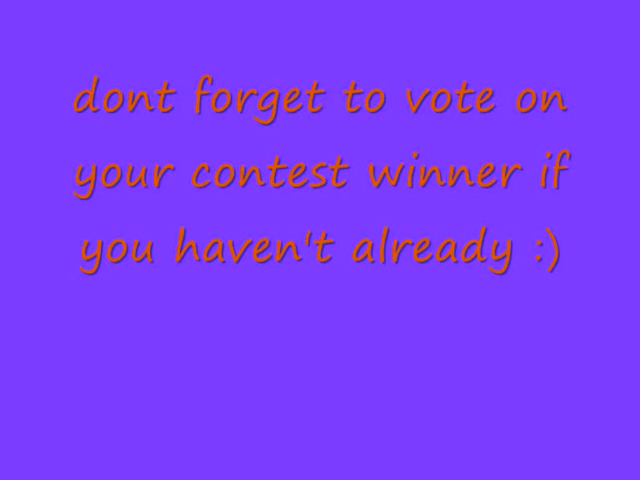 dont forget to vote on
your contest winner if
you haven't already :)